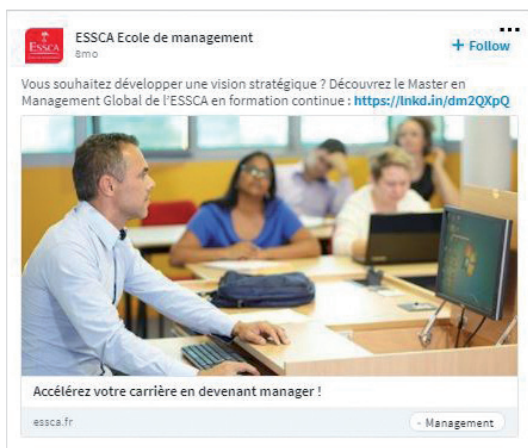 ESSCA
ESSCA Ecole de management
8mo
+ Follow
Vous souhaitez développer une vision stratégique ? Découvrez le Master en
Management Global de l'ESSCA en formation continue : https://lnkd.in/dm2QXpQ
Accélérez votre carrière en devenant manager !
essca.fr
- Management